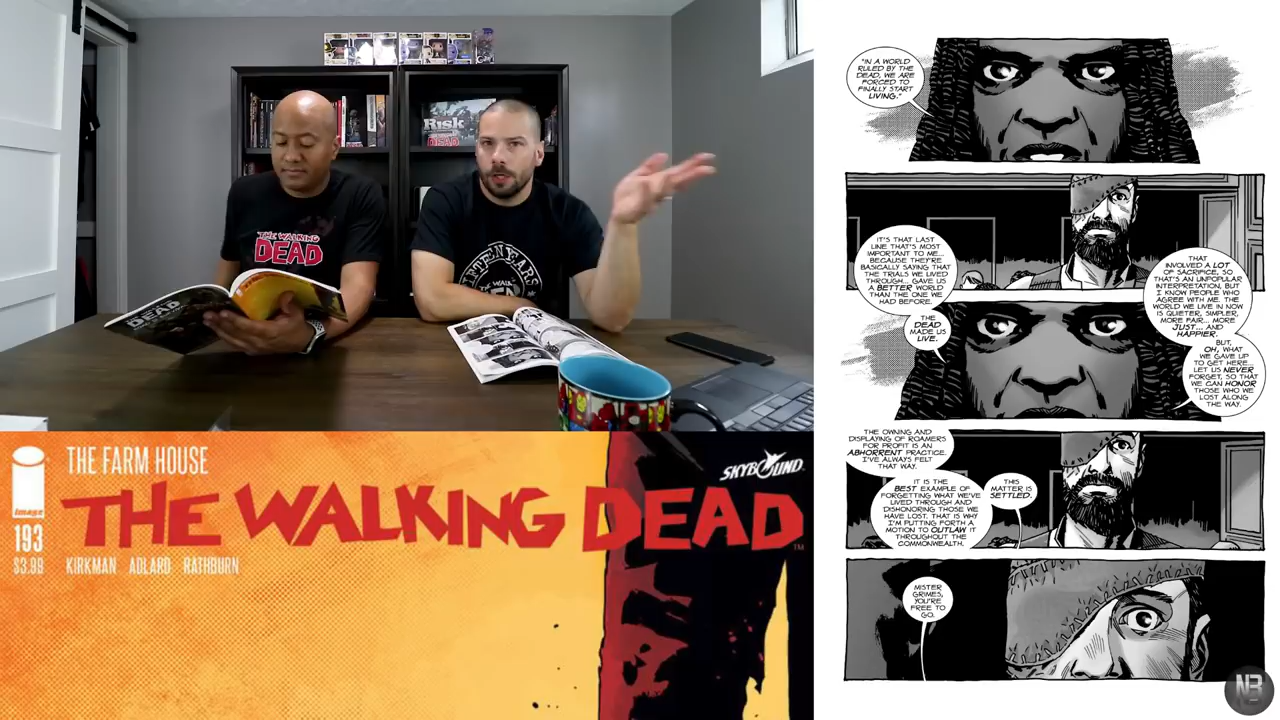 Risk
THE WALKING
DEAD
DEAD
THE FARM HOUSE
THE WALKING DEAD
TM
SKYBOUND
image
193
$3.99
KIRKMAN ADLARD RATHBURN
"IN A WORLD
RULED BY THE
DEAD, WE ARE
FORCED TO
FINALLY START
LIVING."
IT'S THAT LAST
LINE THAT'S MOST
IMPORTANT TO ME...
BECAUSE THEY'RE
BASICALLY SAYING THAT
THE TRIALS WE LIVED
THROUGH... GAVE US
A BETTER WORLD
THAN THE ONE WE
HAD BEFORE.
THE
DEAD
MADE US
LIVE.
THAT
INVOLVED A LOT
OF SACRIFICE, SO
THAT'S AN UNPOPULAR
INTERPRETATION, BUT
I KNOW PEOPLE WHO
AGREE WITH ME. THE
WORLD WE LIVE IN NOW
IS QUIETER, SIMPLER,
MORE FAIR... MORE
JUST... AND
HAPPIER.
BUT,
OH, WHAT
WE GAVE UP
TO GET HERE...
LET US NEVER
FORGET, SO THAT
WE CAN HONOR
THOSE WHO WE
LOST ALONG
THE WAY.
THE OWNING AND
DISPLAYING OF ROAMERS
FOR PROFIT IS AN
ABHORRENT PRACTICE.
I'VE ALWAYS FELT
THAT WAY.
IT IS THE
BEST EXAMPLE OF
FORGETTING WHAT WE'VE
LIVED THROUGH AND
DISHONORING THOSE WE
HAVE LOST. THAT IS WHY
I'M PUTTING FORTH A
MOTION TO OUTLAW IT
THROUGHOUT THE
COMMONWEALTH.
THIS
MATTER IS
SETTLED.
MISTER
GRIMES,
YOU'RE
FREE TO
GO.
NB